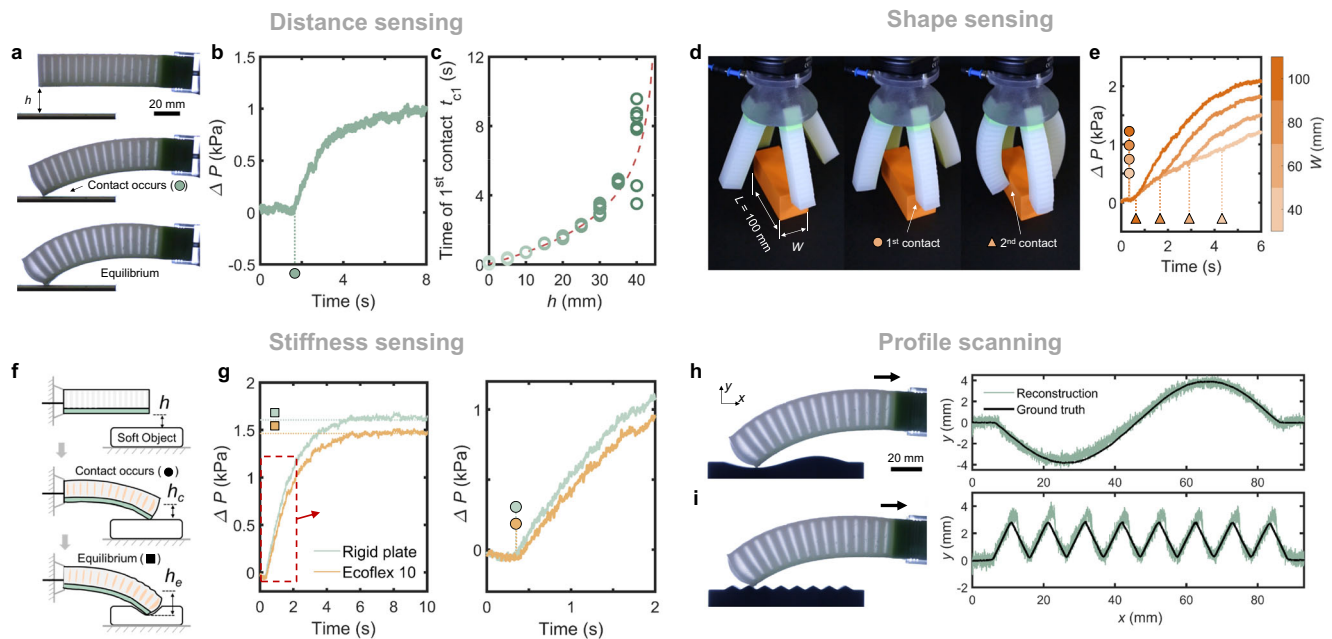 Distance sensing
Shape sensing
a
h
20 mm
Contact occurs ( )
Equilibrium
b
Δ P (kPa)
1.5
1
0.5
0
-0.5
0
4
8
Time (s)
c
Time of 1st contact tc1 (s)
12
8
4
0
0
10
20
30
40
h (mm)
d
L = 100 mm
W
1st contact
2nd contact
e
Δ P (kPa)
2
1
0
0
2
4
6
Time (s)
100
80
60
40
W (mm)
Stiffness sensing
Profile scanning
f
h
Soft Object
Contact occurs ( )
hc
Equilibrium ( )
he
g
Δ P (kPa)
2
1.5
1
0.5
0
Rigid plate
Ecoflex 10
0
2
4
6
8
10
Time (s)
Δ P (kPa)
1
0
0
1
2
Time (s)
h
y
x
20 mm
y (mm)
4
2
0
-2
-4
Reconstruction
Ground truth
0
20
40
60
80
i
y (mm)
4
2
0
-2
0
20
40
60
80
x (mm)